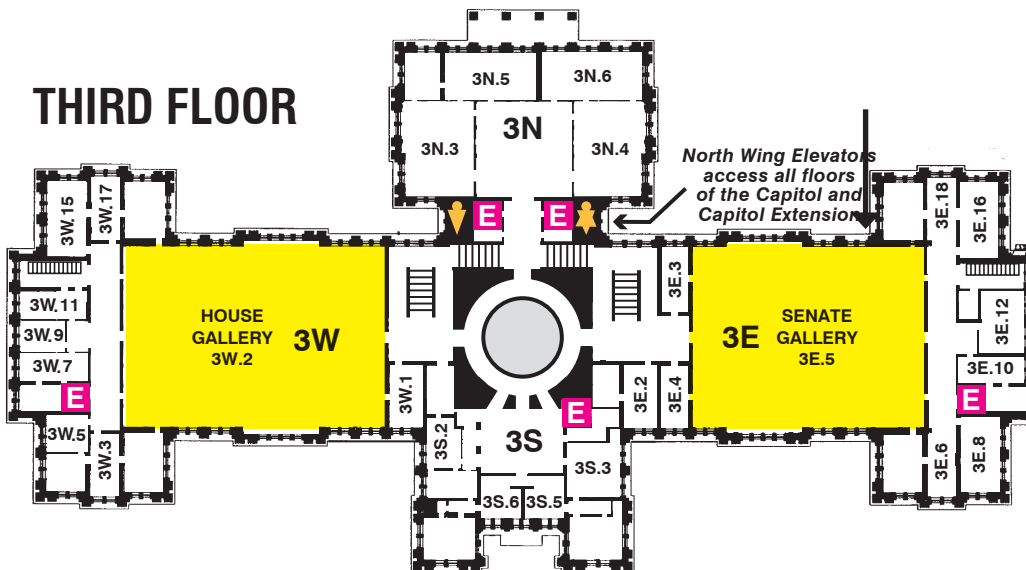 THIRD FLOOR
3N.5
3N.6
3N
3N.3
3N.4
North Wing Elevators
access all floors
of the Capitol and
Capitol Extension
E
E
3W.15
3W.17
3W.11
3W.9
3W.7
E
3W.5
3W.3
HOUSE
GALLERY
3W.2
3W
3W.1
3S.2
3S
E
3S.3
3S.6
3S.5
3E.2
3E.4
3E.3
3E
SENATE
GALLERY
3E.5
3E.18
3E.16
3E.12
3E.10
E
3E.6
3E.8